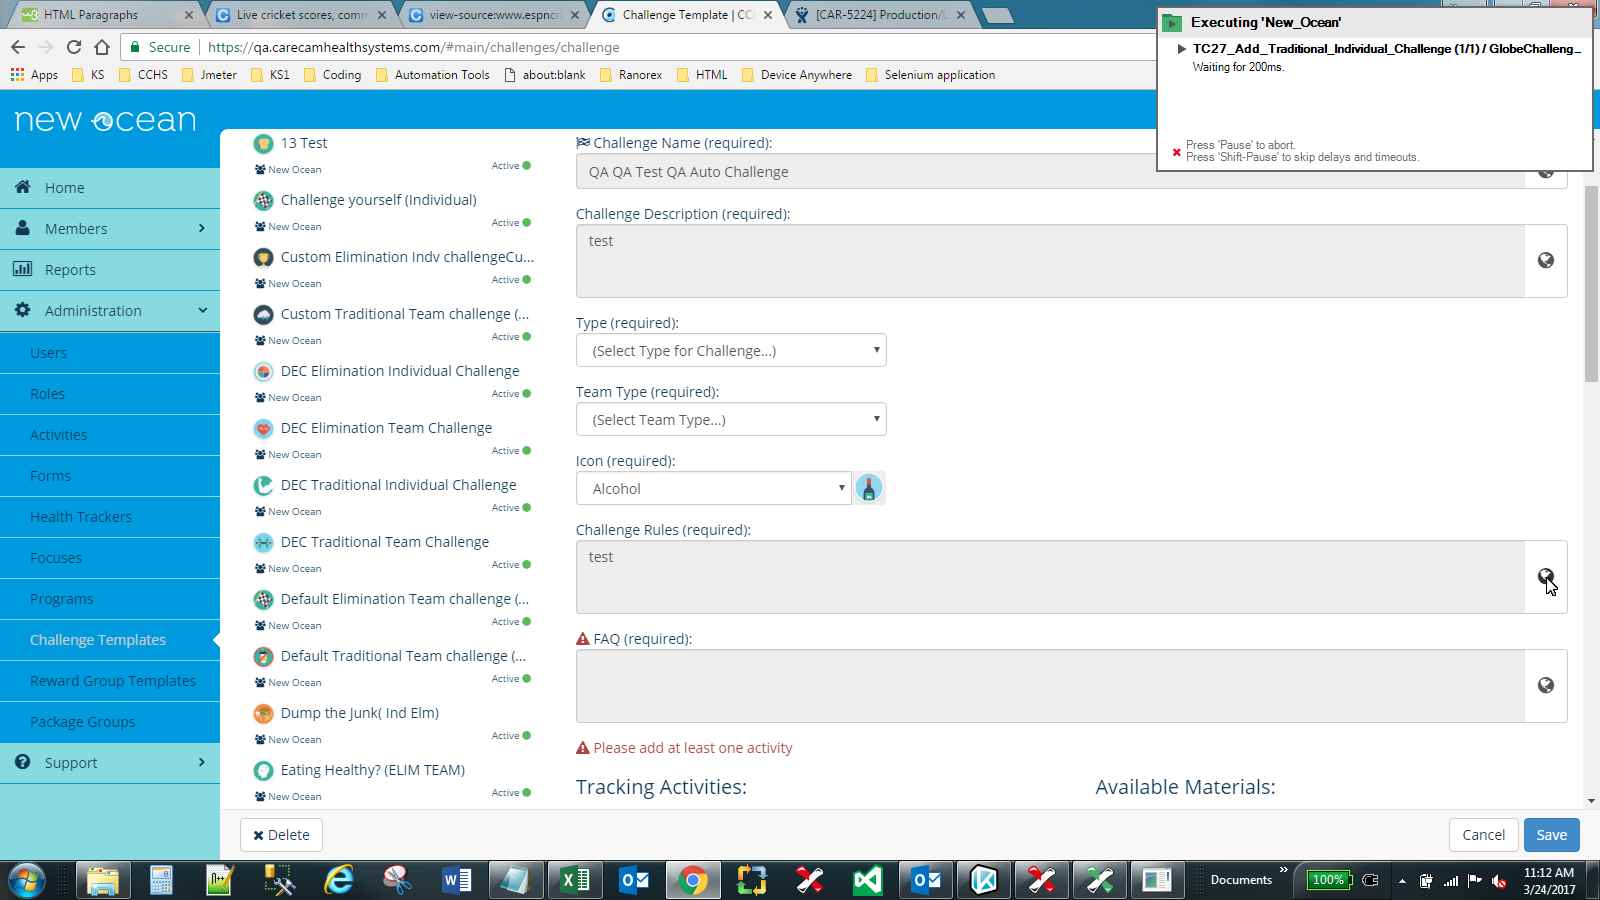 HTML Paragraphs
Live cricket scores, comm
view-source:www.espnc
Challenge Template | CC
[CAR-5224] Production/
Secure
https://qa.carecamhealthsystems.com/#main/challenges/challenge
Apps
KS
CCHS
Jmeter
KS1
Coding
Automation Tools
about:blank
Ranorex
HTML
Device Anywhere
Selenium application
Executing 'New_Ocean'
TC27_Add_Traditional_Individual_Challenge (1/1) / GlobeChalleng...
Waiting for 200ms.
Press 'Pause' to abort.
Press 'Shift-Pause' to skip delays and timeouts.
new ocean
Home
Members
Reports
Administration
Users
Roles
Activities
Forms
Health Trackers
Focuses
Programs
Challenge Templates
Reward Group Templates
Package Groups
Support
13 Test
New Ocean
Active
Challenge yourself (Individual)
New Ocean
Active
Custom Elimination Indv challengeCu...
New Ocean
Active
Custom Traditional Team challenge (...
New Ocean
Active
DEC Elimination Individual Challenge
New Ocean
Active
DEC Elimination Team Challenge
New Ocean
Active
DEC Traditional Individual Challenge
New Ocean
Active
DEC Traditional Team Challenge
New Ocean
Active
Default Elimination Team challenge (...
New Ocean
Active
Default Traditional Team challenge (...
New Ocean
Active
Dump the Junk( Ind Elm)
New Ocean
Active
Eating Healthy? (ELIM TEAM)
New Ocean
Active
Challenge Name (required):
QA QA Test QA Auto Challenge
Challenge Description (required):
test
Type (required):
(Select Type for Challenge...)
Team Type (required):
(Select Team Type...)
Icon (required):
Alcohol
Challenge Rules (required):
test
FAQ (required):
Please add at least one activity
Tracking Activities:
Available Materials:
Delete
Cancel
Save
Documents
100%
11:12 AM
3/24/2017